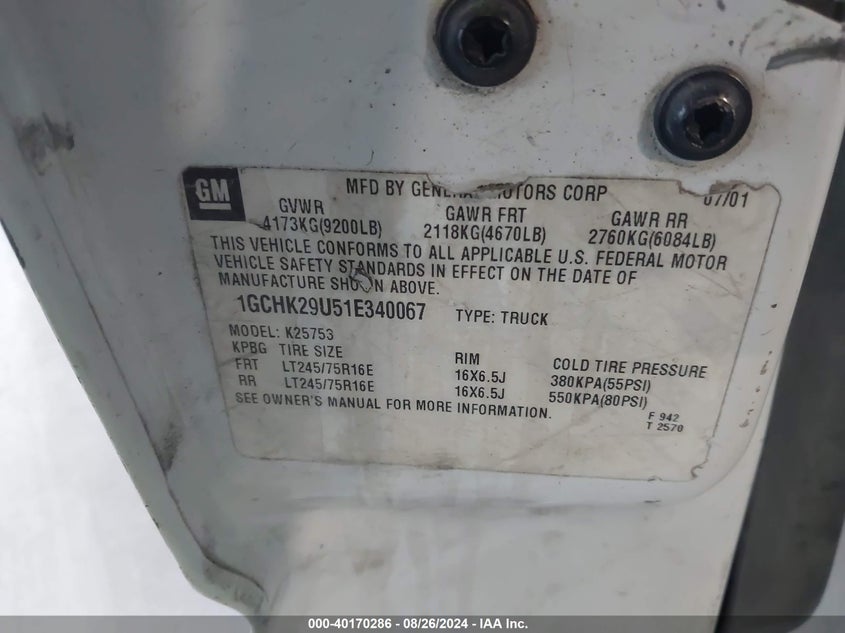 GM
MFD BY GENERAL MOTORS CORP 07/01
GVWR GAWR FRT GAWR RR
4173KG(9200LB) 2118KG(4670LB) 2760KG(6084LB)
THIS VEHICLE CONFORMS TO ALL APPLICABLE U.S. FEDERAL MOTOR
VEHICLE SAFETY STANDARDS IN EFFECT ON THE DATE OF
MANUFACTURE SHOWN ABOVE.
1GCHK29U51E340067 TYPE: TRUCK
MODEL: K25753
KPBG TIRE SIZE RIM COLD TIRE PRESSURE
FRT LT245/75R16E 16X6.5J 380KPA(55PSI)
RR LT245/75R16E 16X6.5J 550KPA(80PSI)
SEE OWNER'S MANUAL FOR MORE INFORMATION.
F 942
T 2570
000-40170286 - 08/26/2024 - IAA Inc.